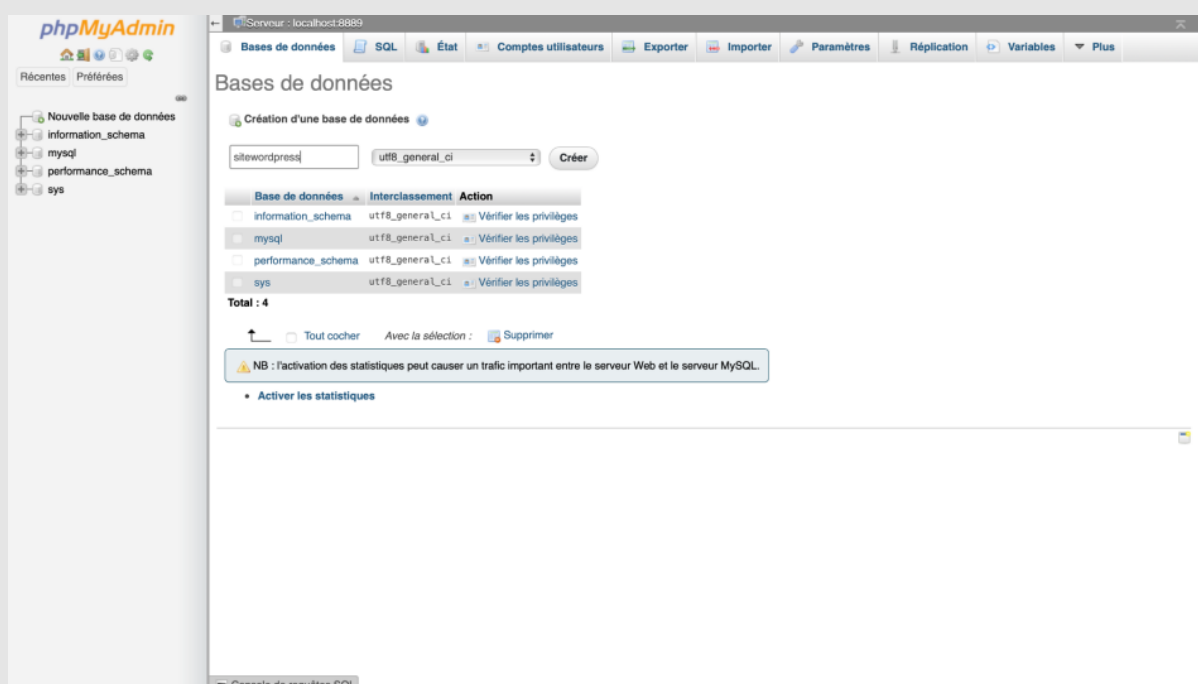 phpMyAdmin
Récentes Préférées
Nouvelle base de données
information_schema
mysql
performance_schema
sys
Serveur : localhost:8889
Bases de données SQL État Comptes utilisateurs Exporter Importer Paramètres Réplication Variables Plus
Bases de données
Création d'une base de données
sitewordpress utf8_general_ci Créer
Base de données Interclassement Action
information_schema utf8_general_ci Vérifier les privilèges
mysql utf8_general_ci Vérifier les privilèges
performance_schema utf8_general_ci Vérifier les privilèges
sys utf8_general_ci Vérifier les privilèges
Total : 4
Tout cocher Avec la sélection : Supprimer
NB : l'activation des statistiques peut causer un trafic important entre le serveur Web et le serveur MySQL.
Activer les statistiques
Console de requêtes SQL